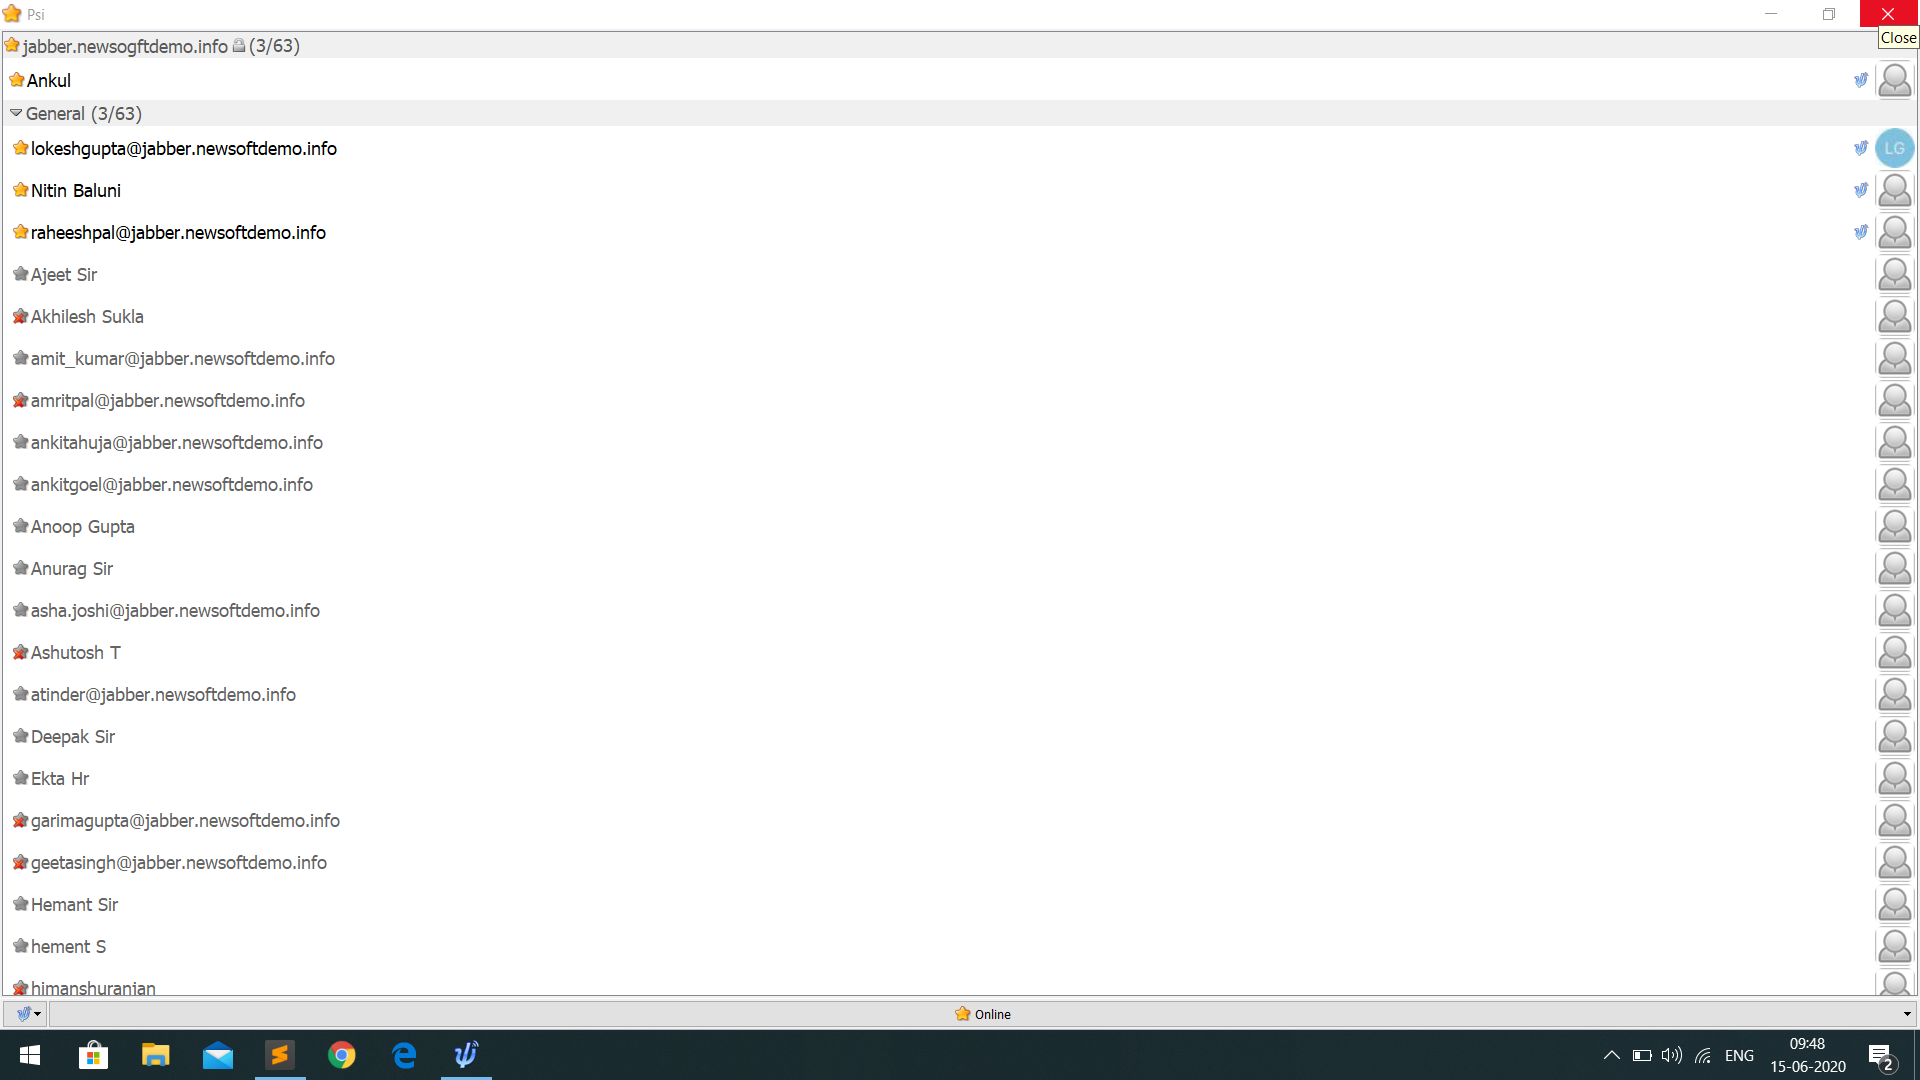 Psi
Close
jabber.newsogftdemo.info (3/63)
Ankul
General (3/63)
lokeshgupta@jabber.newsoftdemo.info
LG
Nitin Baluni
raheeshpal@jabber.newsoftdemo.info
Ajeet Sir
Akhilesh Sukla
amit_kumar@jabber.newsoftdemo.info
amritpal@jabber.newsoftdemo.info
ankitahuja@jabber.newsoftdemo.info
ankitgoel@jabber.newsoftdemo.info
Anoop Gupta
Anurag Sir
asha.joshi@jabber.newsoftdemo.info
Ashutosh T
atinder@jabber.newsoftdemo.info
Deepak Sir
Ekta Hr
garimagupta@jabber.newsoftdemo.info
geetasingh@jabber.newsoftdemo.info
Hemant Sir
hement S
himanshuranjan
Online
ENG
09:48
15-06-2020
2